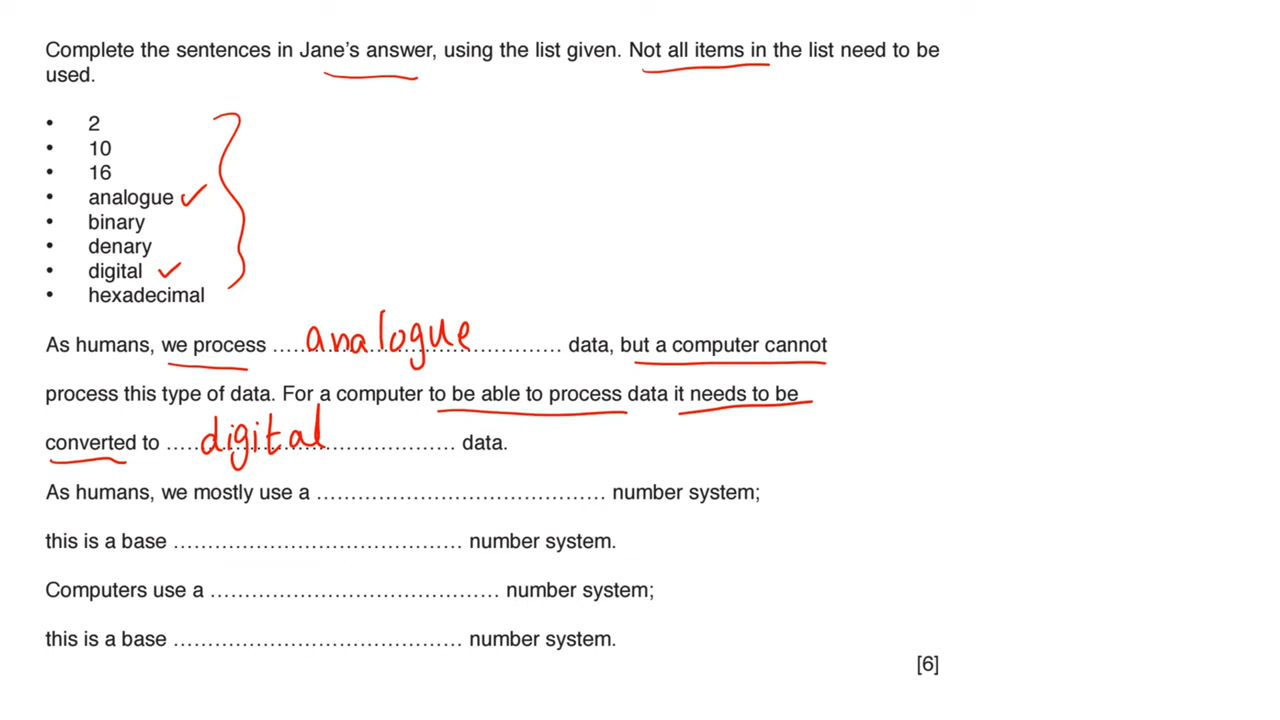 Complete the sentences in Jane's answer, using the list given. Not all items in the list need to be
used.
• 2
• 10
• 16
• analogue
• binary
• denary
• digital
• hexadecimal
As humans, we process ..... analogue ..... data, but a computer cannot
process this type of data. For a computer to be able to process data it needs to be
converted to ..... digital ..... data.
As humans, we mostly use a .......................................... number system;
this is a base .......................................... number system.
Computers use a .......................................... number system;
this is a base .......................................... number system.
[6]